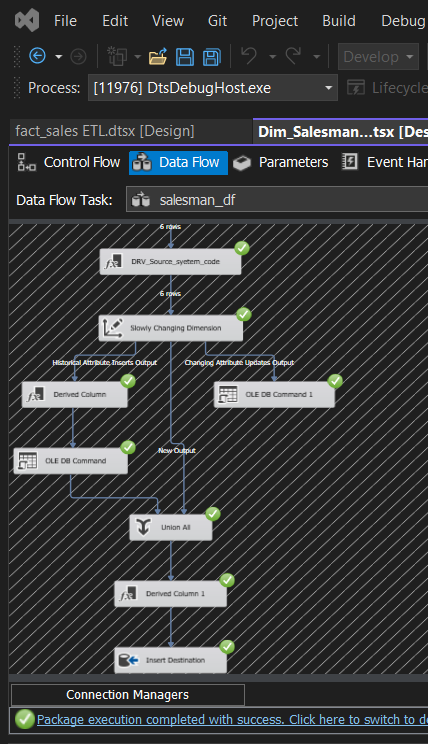 File Edit View Git Project Build Debug
Develop
Process: [11976] DtsDebugHost.exe Lifecycle
fact_sales ETL.dtsx [Design] Dim_Salesman...tsx [Des
Control Flow Data Flow Parameters Event Han
Data Flow Task: salesman_df
6 rows
DRV_Source_syetem_code
6 rows
Slowly Changing Dimension
Historical Attribute Inserts Output Changing Attribute Updates Output
Derived Column OLE DB Command 1
New Output
OLE DB Command
Union All
Derived Column 1
Insert Destination
Connection Managers
Package execution completed with success. Click here to switch to de